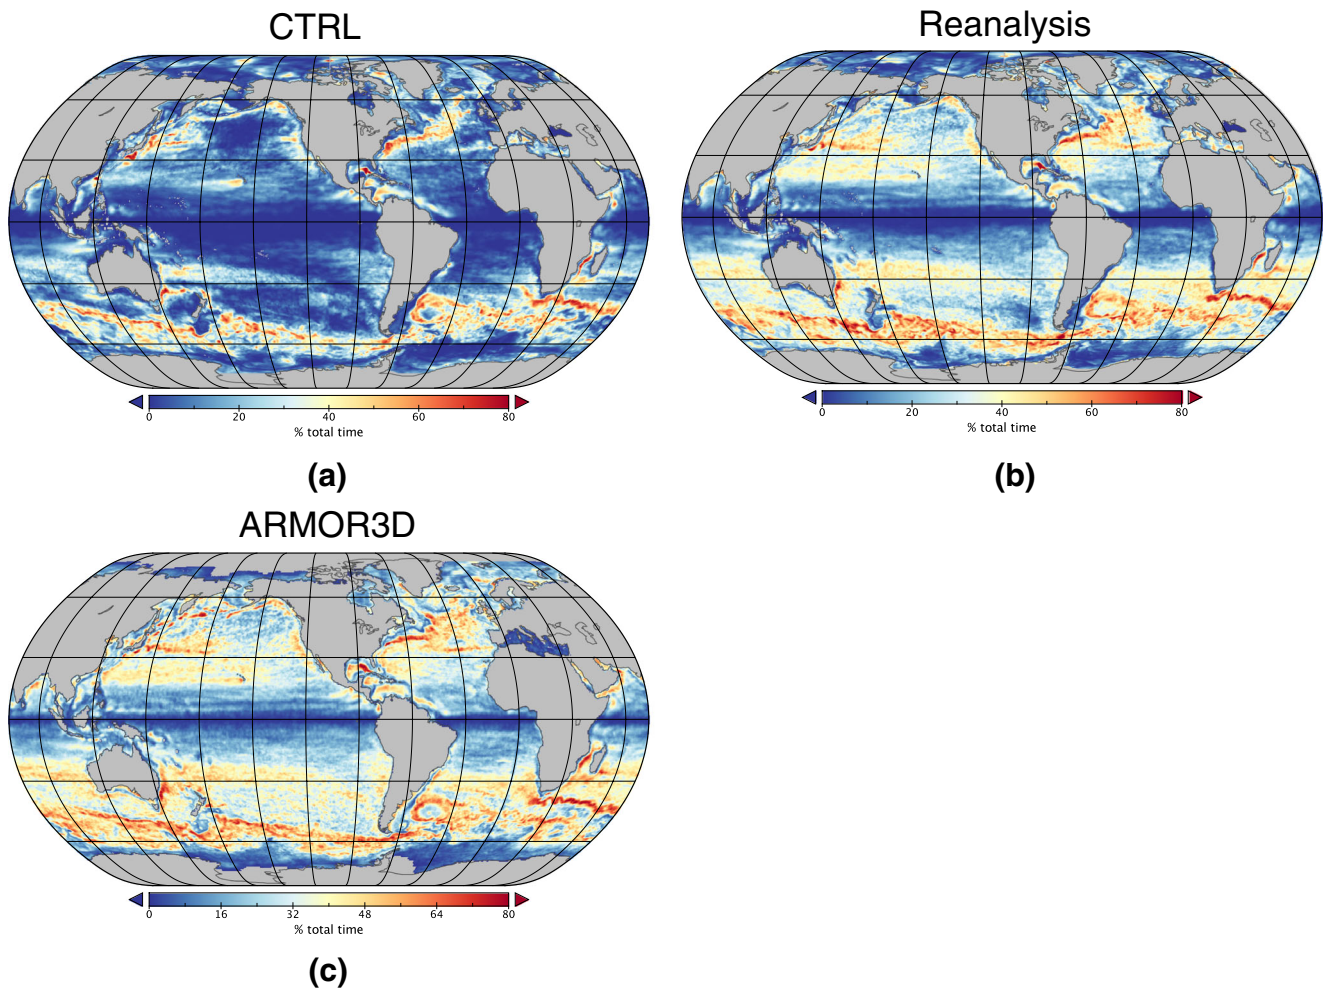 CTRL
Reanalysis
0 20 40 60 80
% total time
0 20 40 60 80
% total time
(a)
(b)
ARMOR3D
0 16 32 48 64 80
% total time
(c)